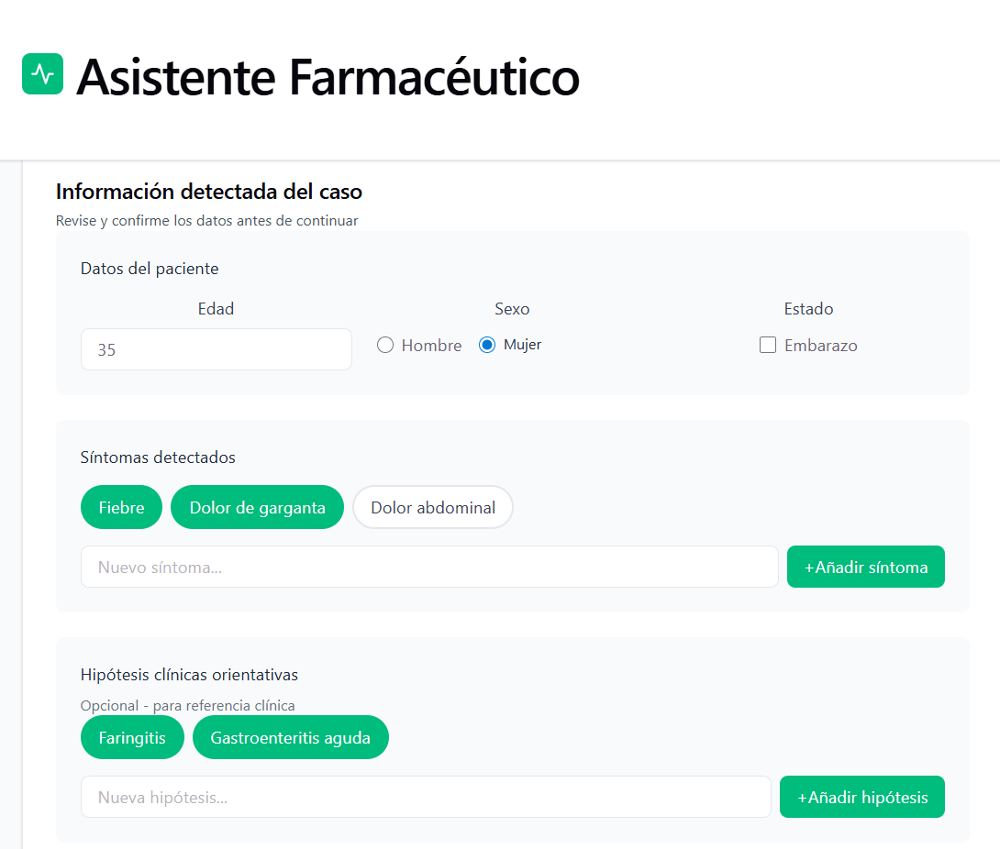 Asistente Farmacéutico
Información detectada del caso
Revise y confirme los datos antes de continuar
Datos del paciente
Edad Sexo Estado
35 Hombre Mujer Embarazo
Síntomas detectados
Fiebre Dolor de garganta Dolor abdominal
Nuevo síntoma... +Añadir síntoma
Hipótesis clínicas orientativas
Opcional - para referencia clínica
Faringitis Gastroenteritis aguda
Nueva hipótesis... +Añadir hipótesis